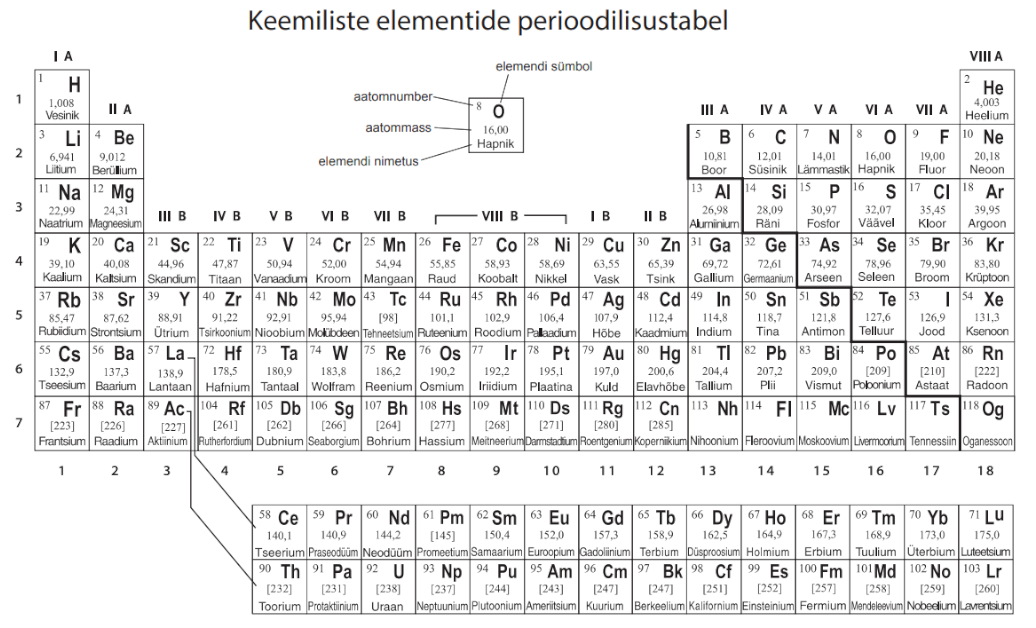 Keemiliste elementide perioodilisustabel
I A
VIII A
elemendi sümbol
aatomnumber
aatommass
elemendi nimetus
8 O
16,00
Hapnik
1
1 H
1,008
Vesinik
II A
III A IV A V A VI A VII A
2 He
4,003
Heelium
2
3 Li 4 Be 5 B 6 C 7 N 8 O 9 F 10 Ne
6,941 9,012 10,81 12,01 14,01 16,00 19,00 20,18
Liitium Berüllium Boor Süsinik Lämmastik Hapnik Fluor Neoon
3
11 Na 12 Mg 13 Al 14 Si 15 P 16 S 17 Cl 18 Ar
22,99 24,31 26,98 28,09 30,97 32,07 35,45 39,95
Naatrium Magneesium Alumiinium Räni Fosfor Väävel Kloor Argoon
III B IV B V B VI B VII B VIII B I B II B
4
19 K 20 Ca 21 Sc 22 Ti 23 V 24 Cr 25 Mn 26 Fe 27 Co 28 Ni 29 Cu 30 Zn 31 Ga 32 Ge 33 As 34 Se 35 Br 36 Kr
39,10 40,08 44,96 47,87 50,94 52,00 54,94 55,85 58,93 58,69 63,55 65,39 69,72 72,61 74,92 78,96 79,90 83,80
Kaalium Kaltsium Skandium Titaan Vanaadium Kroom Mangaan Raud Koobalt Nikkel Vask Tsink Gallium Germaanium Arseen Seleen Broom Krüptoon
5
37 Rb 38 Sr 39 Y 40 Zr 41 Nb 42 Mo 43 Tc 44 Ru 45 Rh 46 Pd 47 Ag 48 Cd 49 In 50 Sn 51 Sb 52 Te 53 I 54 Xe
85,47 87,62 88,91 91,22 92,91 95,94 [98] 101,1 102,9 106,4 107,9 112,4 114,8 118,7 121,8 127,6 126,9 131,3
Rubiidium Strontsium Ütrium Tsirkoonium Nioobium Molübdeen Tehneetsium Ruteenium Roodium Pallaadium Hõbe Kaadmium Indium Tina Antimon Telluur Jood Ksenoon
6
55 Cs 56 Ba 57 La 72 Hf 73 Ta 74 W 75 Re 76 Os 77 Ir 78 Pt 79 Au 80 Hg 81 Tl 82 Pb 83 Bi 84 Po 85 At 86 Rn
132,9 137,3 138,9 178,5 180,9 183,8 186,2 190,2 192,2 195,1 197,0 200,6 204,4 207,2 209,0 [209] [210] [222]
Tseesium Baarium Lantaan Hafnium Tantaal Wolfram Reenium Osmium Iriidium Plaatina Kuld Elavhõbe Tallium Plii Vismut Poloonium Astaat Radoon
7
87 Fr 88 Ra 89 Ac 104 Rf 105 Db 106 Sg 107 Bh 108 Hs 109 Mt 110 Ds 111 Rg 112 Cn 113 Nh 114 Fl 115 Mc 116 Lv 117 Ts 118 Og
[223] [226] [227] [261] [262] [266] [264] [277] [268] [271] [280] [285]
Frantsium Raadium Aktiinium Rutherfordium Dubnium Seaborgium Bohrium Hassium Meitneerium Darmstadtium Roentgenium Koperniikium Nihoonium Fleroovium Moskoovium Livermoorium Tennessiin Oganessoon
1 2 3 4 5 6 7 8 9 10 11 12 13 14 15 16 17 18
58 Ce 59 Pr 60 Nd 61 Pm 62 Sm 63 Eu 64 Gd 65 Tb 66 Dy 67 Ho 68 Er 69 Tm 70 Yb 71 Lu
140,1 140,9 144,2 [145] 150,4 152,0 157,3 158,9 162,5 164,9 167,3 168,9 173,0 175,0
Tseerium Praseodüüm Neodüüm Promeetium Samaarium Euroopium Gadoliinium Terbium Düsproosium Holmium Erbium Tuulium Üterbium Luteetsium
90 Th 91 Pa 92 U 93 Np 94 Pu 95 Am 96 Cm 97 Bk 98 Cf 99 Es 100 Fm 101 Md 102 No 103 Lr
[232] [231] [238] [237] [244] [243] [247] [247] [251] [252] [257] [258] [259] [260]
Toorium Protaktiinium Uraan Neptuunium Plutoonium Ameriitsium Kuurium Berkeelium Kalifornium Einsteinium Fermium Mendeleevium Nobeelium Lavrentsium